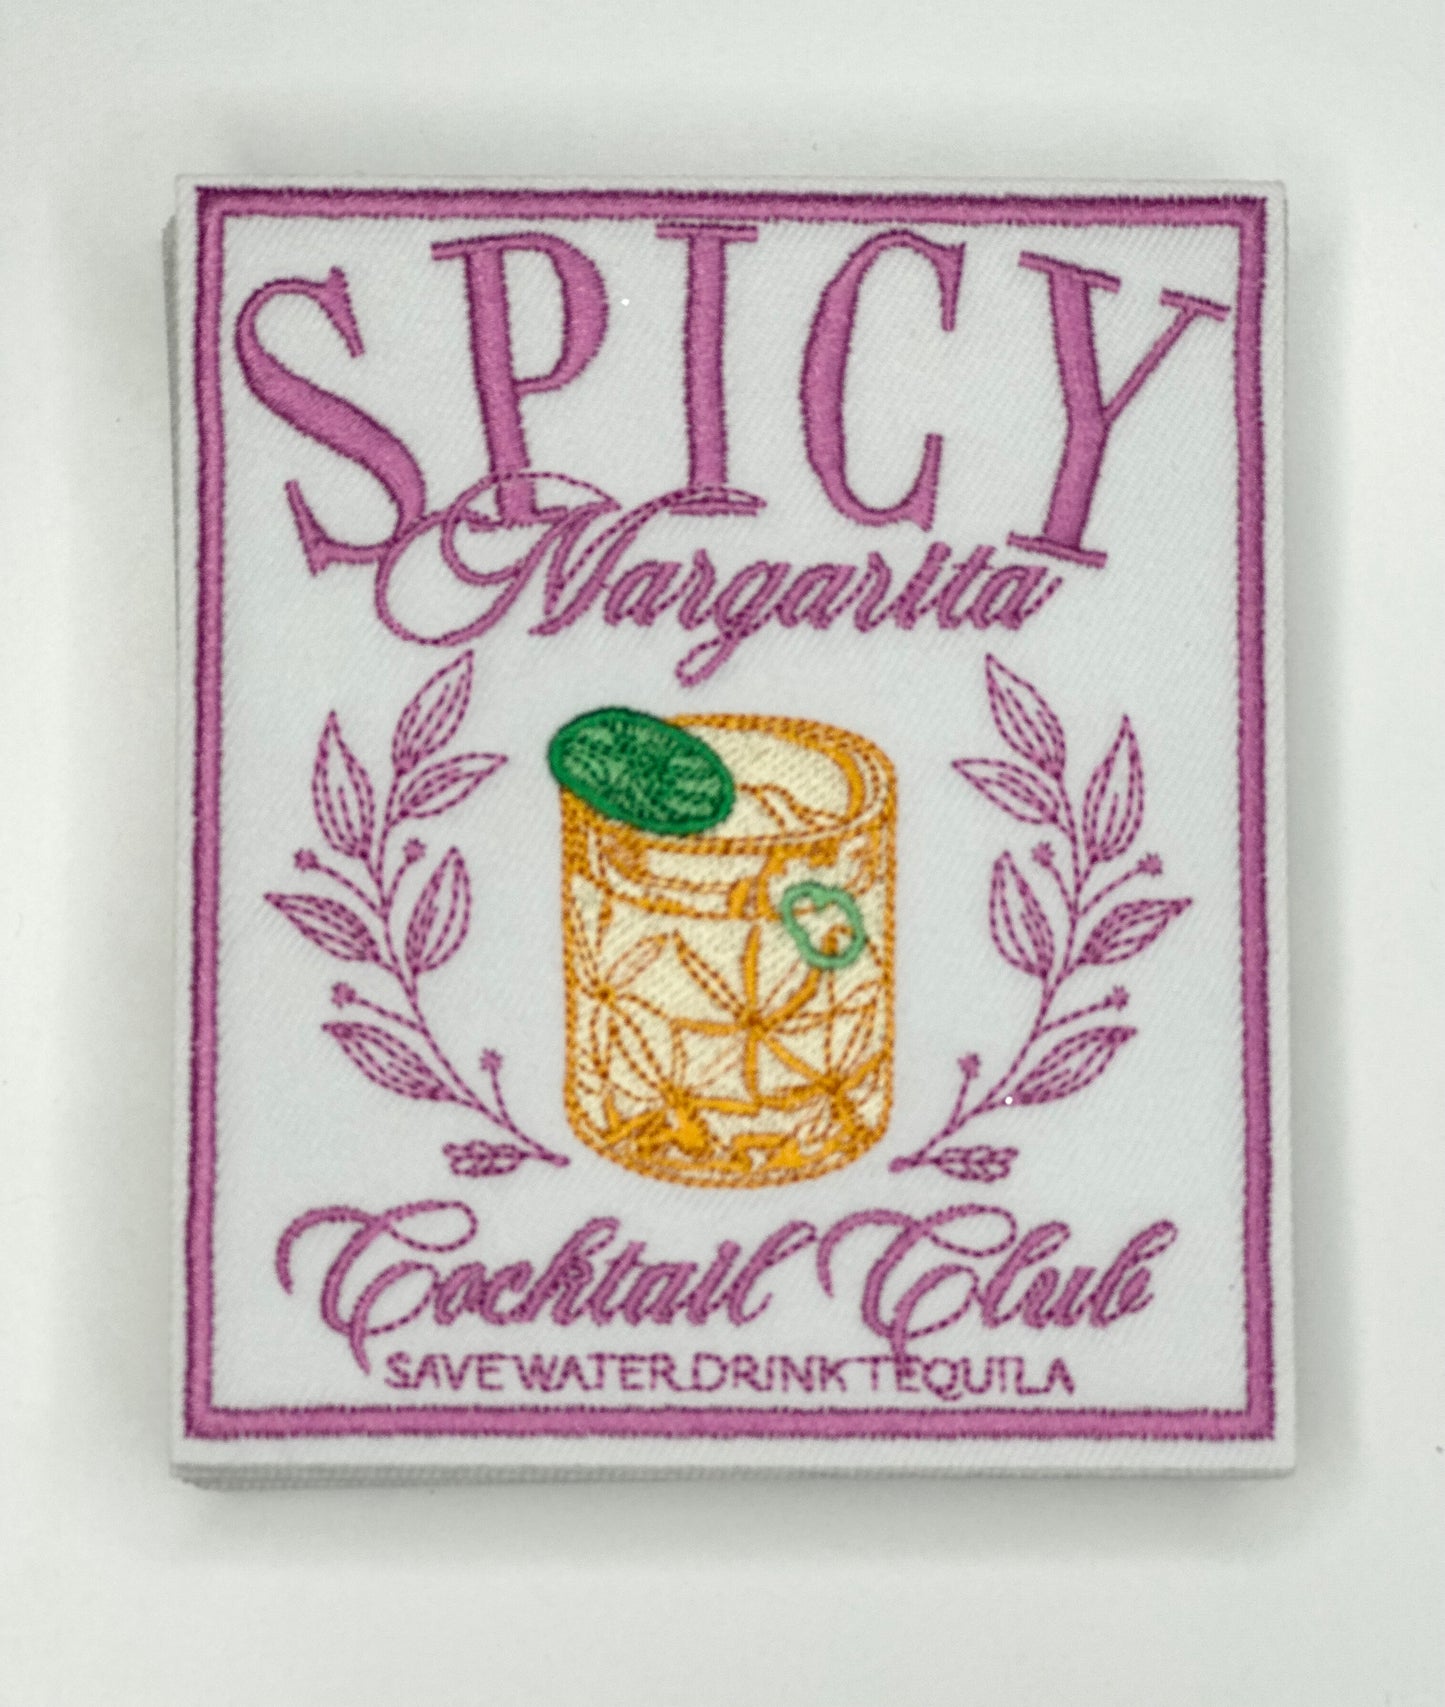 SPICY
Margarita
Cocktail Club
SAVE WATER DRINK TEQUILA